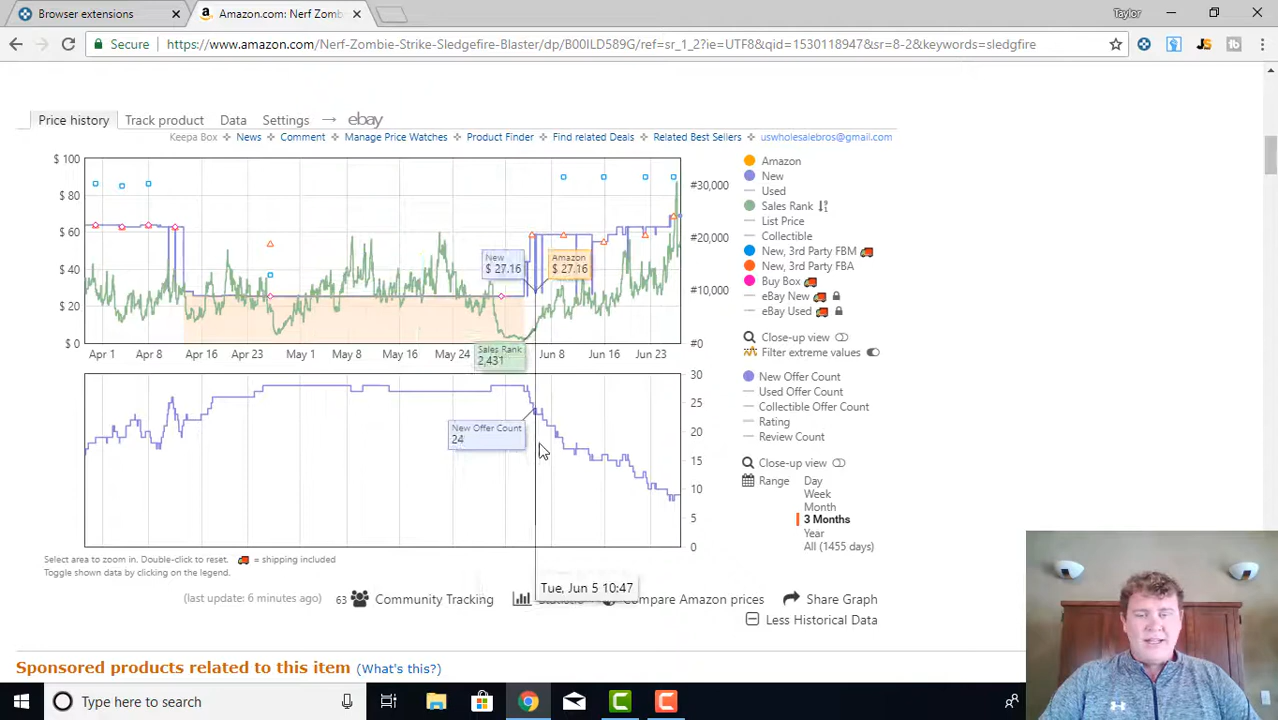 Browser extensions
Amazon.com: Nerf Zomb
Taylor
Secure
https://www.amazon.com/Nerf-Zombie-Strike-Sledgefire-Blaster/dp/B00ILD589G/ref=sr_1_2?ie=UTF8&qid=1530118947&sr=8-2&keywords=sledgfire
Price history
Track product
Data
Settings
ebay
Keepa Box
News
Comment
Manage Price Watches
Product Finder
Find related Deals
Related Best Sellers
uswholesalebros@gmail.com
$ 100
$ 80
$ 60
$ 40
$ 20
$ 0
#30,000
#20,000
#10,000
#0
New
$ 27.16
Amazon
$ 27.16
Sales Rank
2,431
Apr 1
Apr 8
Apr 16
Apr 23
May 1
May 8
May 16
May 24
Jun 8
Jun 16
Jun 23
Amazon
New
Used
Sales Rank
List Price
Collectible
New, 3rd Party FBM
New, 3rd Party FBA
Buy Box
eBay New
eBay Used
Close-up view
Filter extreme values
New Offer Count
24
30
25
20
15
10
5
0
New Offer Count
Used Offer Count
Collectible Offer Count
Rating
Review Count
Close-up view
Range
Day
Week
Month
3 Months
Year
All (1455 days)
Select area to zoom in. Double-click to reset.
= shipping included
Toggle shown data by clicking on the legend.
Tue, Jun 5 10:47
(last update: 6 minutes ago)
63
Community Tracking
Compare Amazon prices
Share Graph
Less Historical Data
Sponsored products related to this item (What's this?)
Type here to search